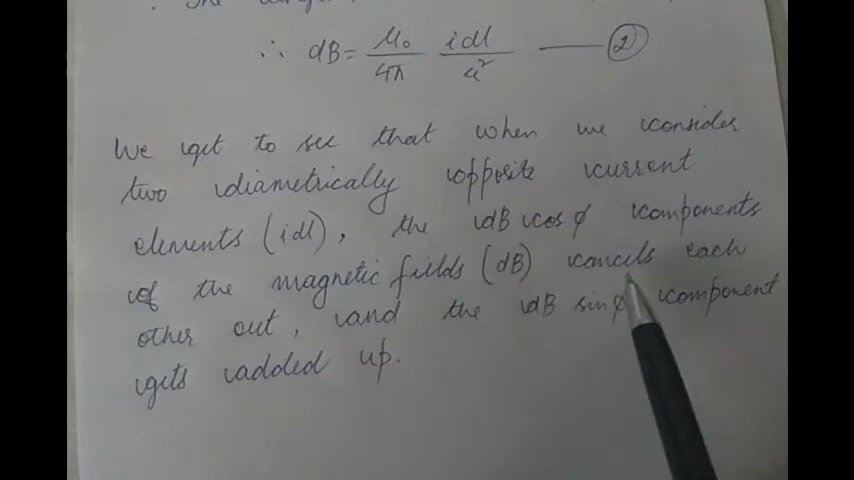 ∴ dB = μ₀/4π idl/r² ——— ②
We get to see that when we consider
two diametrically opposite current
elements (idl), the dB cos φ components
of the magnetic fields (dB) cancels each
other out, and the dB sin φ component
gets added up.